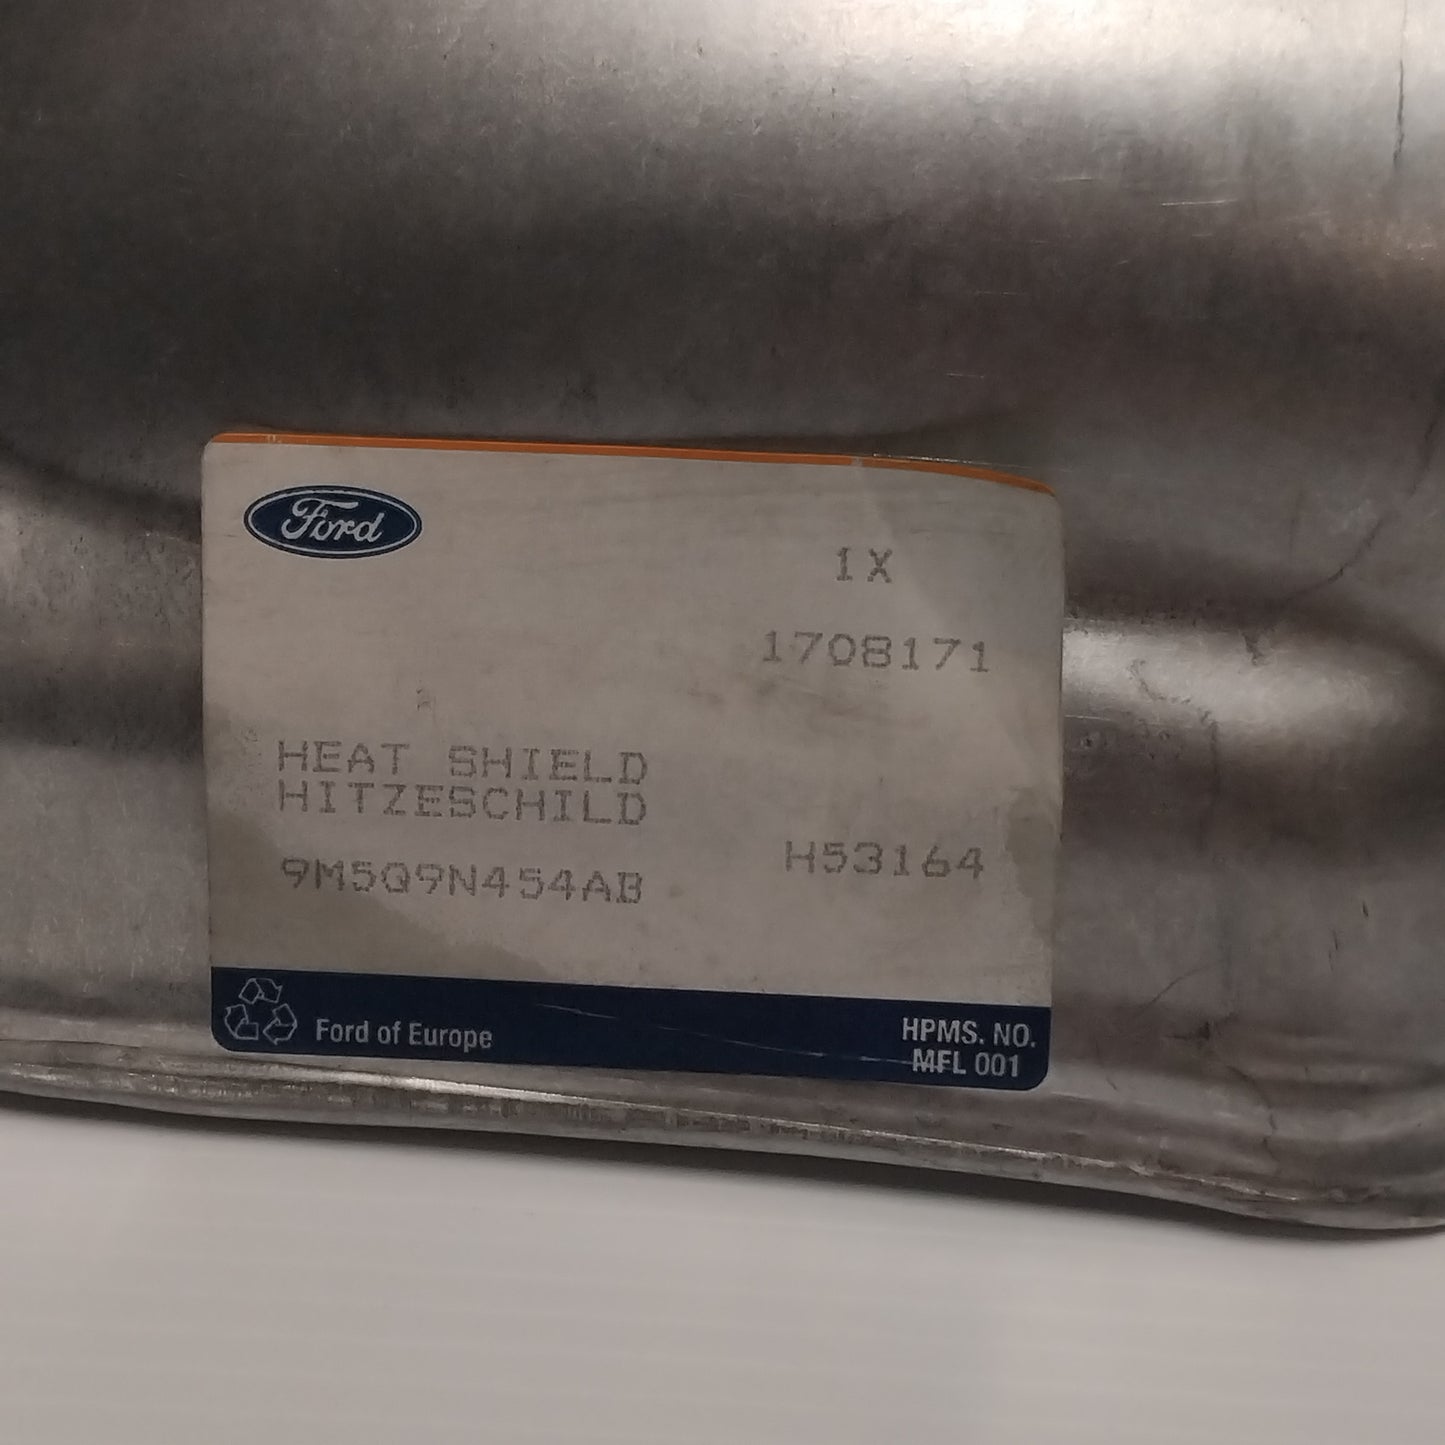 Ford
1X
1708171
HEAT SHIELD
HITZESCHILD
9M5Q9N454AB
H53164
Ford of Europe
HPMS. NO.
MFL 001